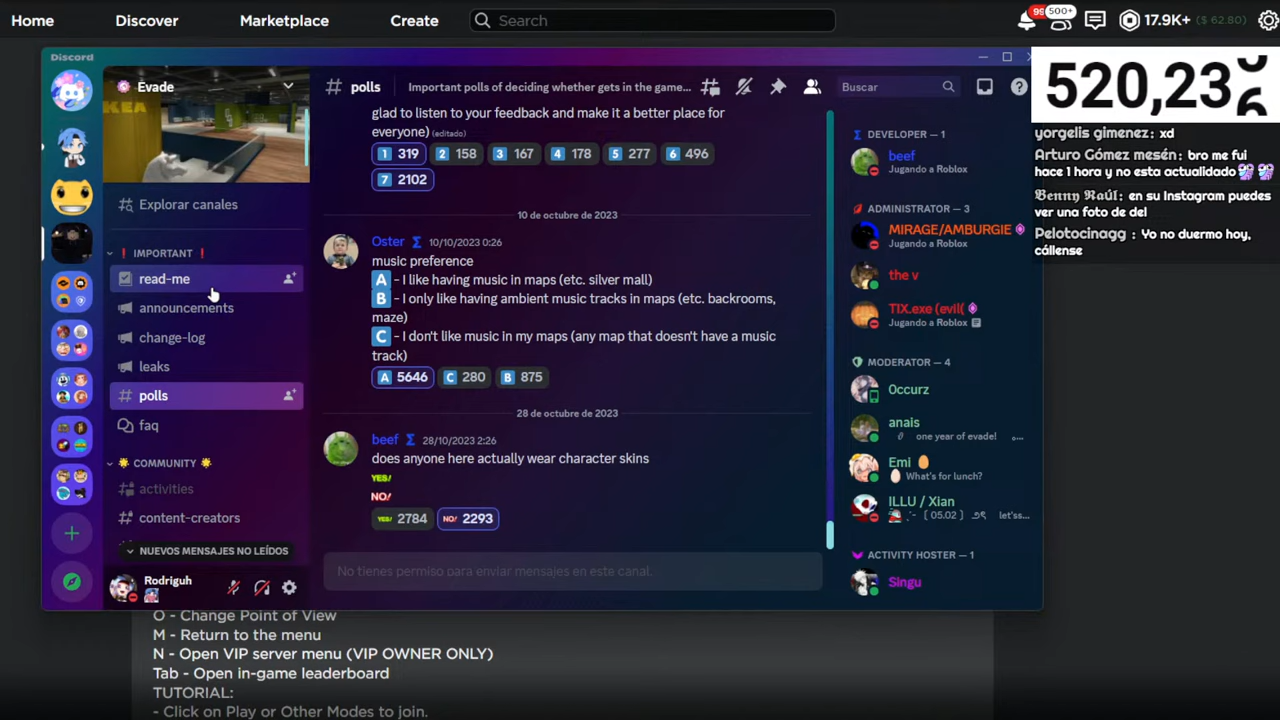 Home
Discover
Marketplace
Create
Search
99
500+
17.9K+
($ 62.80)
Discord
Evade
KEA
Explorar canales
❗ IMPORTANT ❗
read-me
announcements
change-log
leaks
polls
faq
🌟 COMMUNITY 🌟
activities
content-creators
NUEVOS MENSAJES NO LEÍDOS
Rodriguh
# polls
Important polls of deciding whether gets in the game...
Buscar
glad to listen to your feedback and make it a better place for
everyone) (editado)
1 319
2 158
3 167
4 178
5 277
6 496
7 2102
10 de octubre de 2023
Oster Σ 10/10/2023 0:26
music preference
A - I like having music in maps (etc. silver mall)
B - I only like having ambient music tracks in maps (etc. backrooms,
maze)
C - I don't like music in my maps (any map that doesn't have a music
track)
A 5646
C 280
B 875
28 de octubre de 2023
beef Σ 28/10/2023 2:26
does anyone here actually wear character skins
YES!
NO!
YES! 2784
NO! 2293
No tienes permiso para enviar mensajes en este canal.
Σ DEVELOPER — 1
beef
Jugando a Roblox
ADMINISTRATOR — 3
MIRAGE/AMBURGIE
Jugando a Roblox
the v
TIX.exe (evil(
Jugando a Roblox
MODERATOR — 4
Occurz
anais
one year of evade!
Emi 🥚
What's for lunch?
ILLU / Xian
[ 05.02 ] let'ss...
ACTIVITY HOSTER — 1
Singu
520,23
yorgelis gimenez: xd
Arturo Gómez mesén: bro me fui
hace 1 hora y no esta actualidado
𝕭enny 𝕽aúl: en su Instagram puedes
ver una foto de del
Pelotocinagg : Yo no duermo hoy,
cállense
O - Change Point of View
M - Return to the menu
N - Open VIP server menu (VIP OWNER ONLY)
Tab - Open in-game leaderboard
TUTORIAL:
- Click on Play or Other Modes to join.